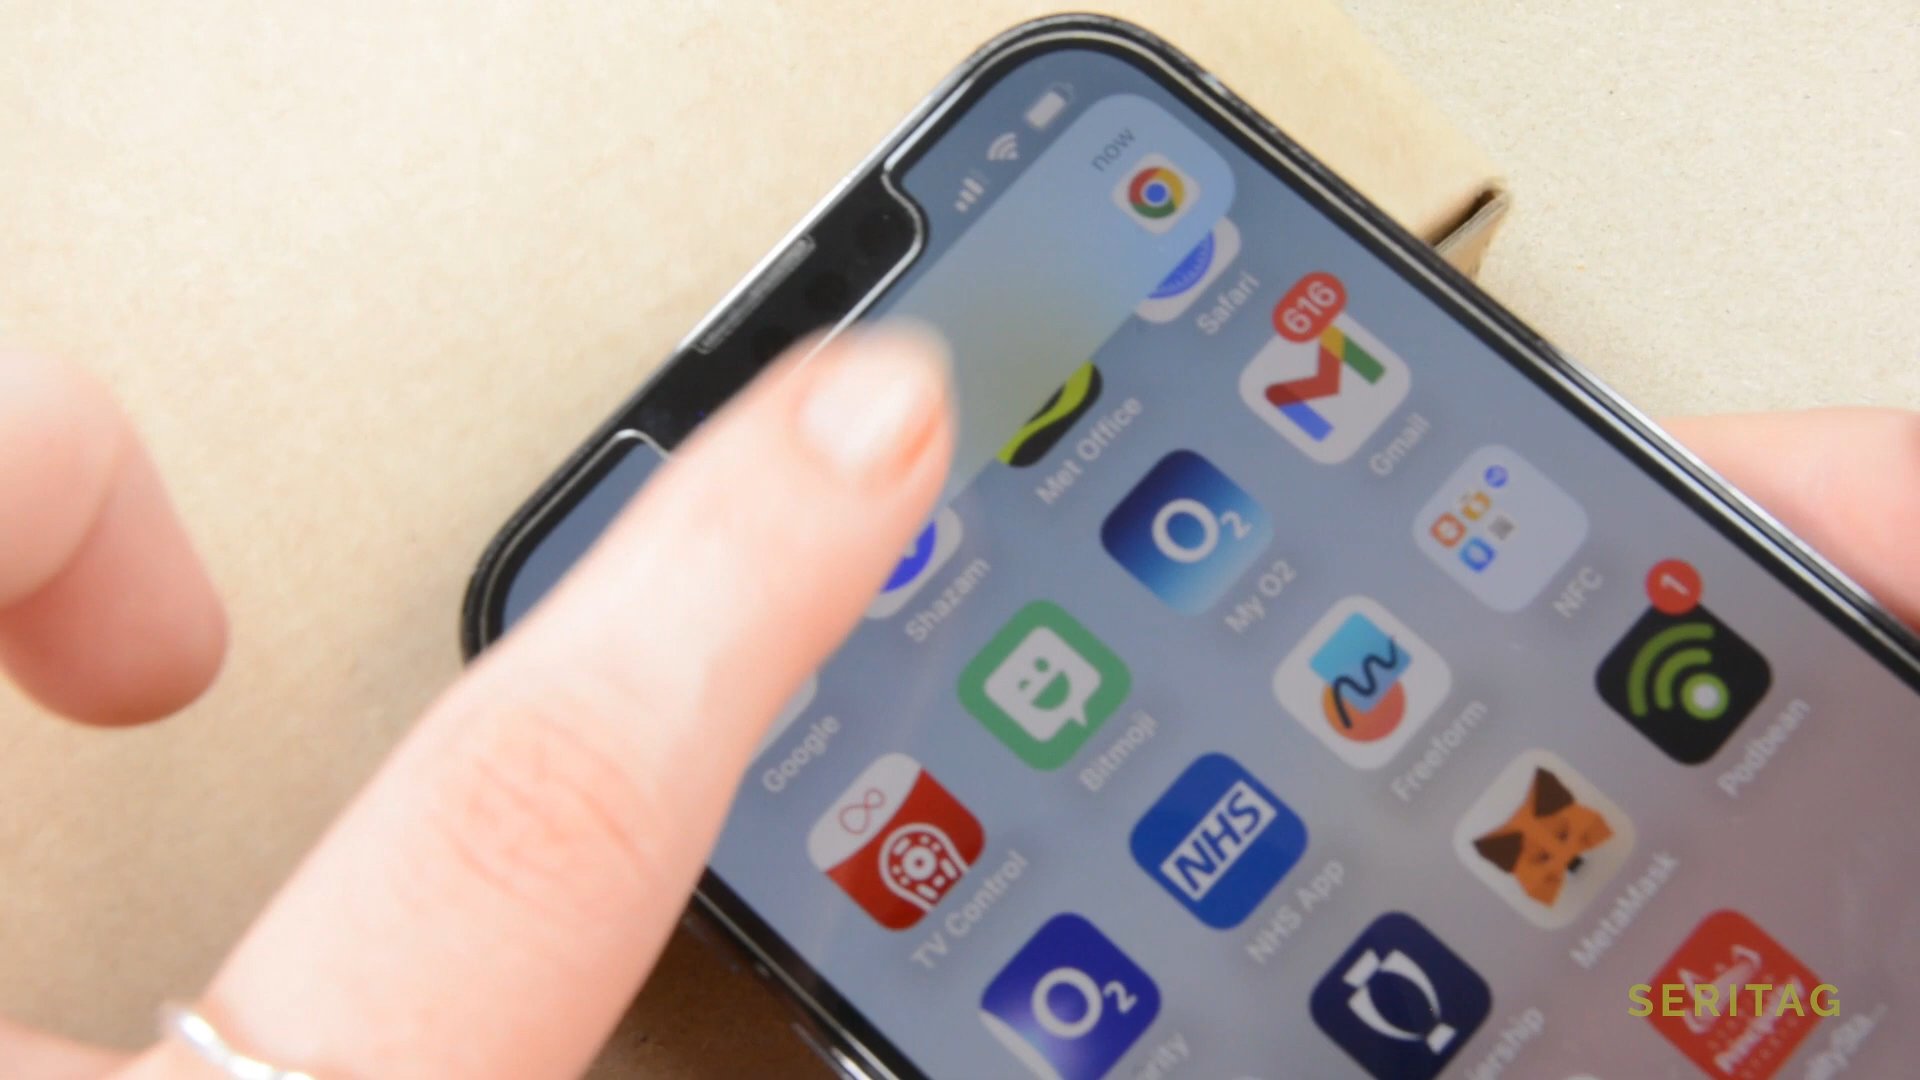 now
Safari
616
Gmail
Met Office
O2
My O2
NFC
1
Podbean
Shazam
Bitmoji
Freeform
MetaMask
Google
TV Control
NHS
NHS App
O2
SERITAG